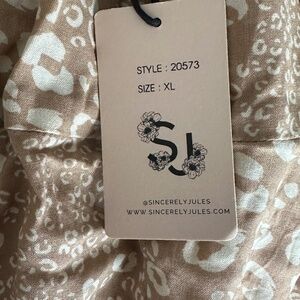 STYLE : 20573
SIZE : XL
SJ
@SINCERELYJULES
WWW.SINCERELYJULES.COM